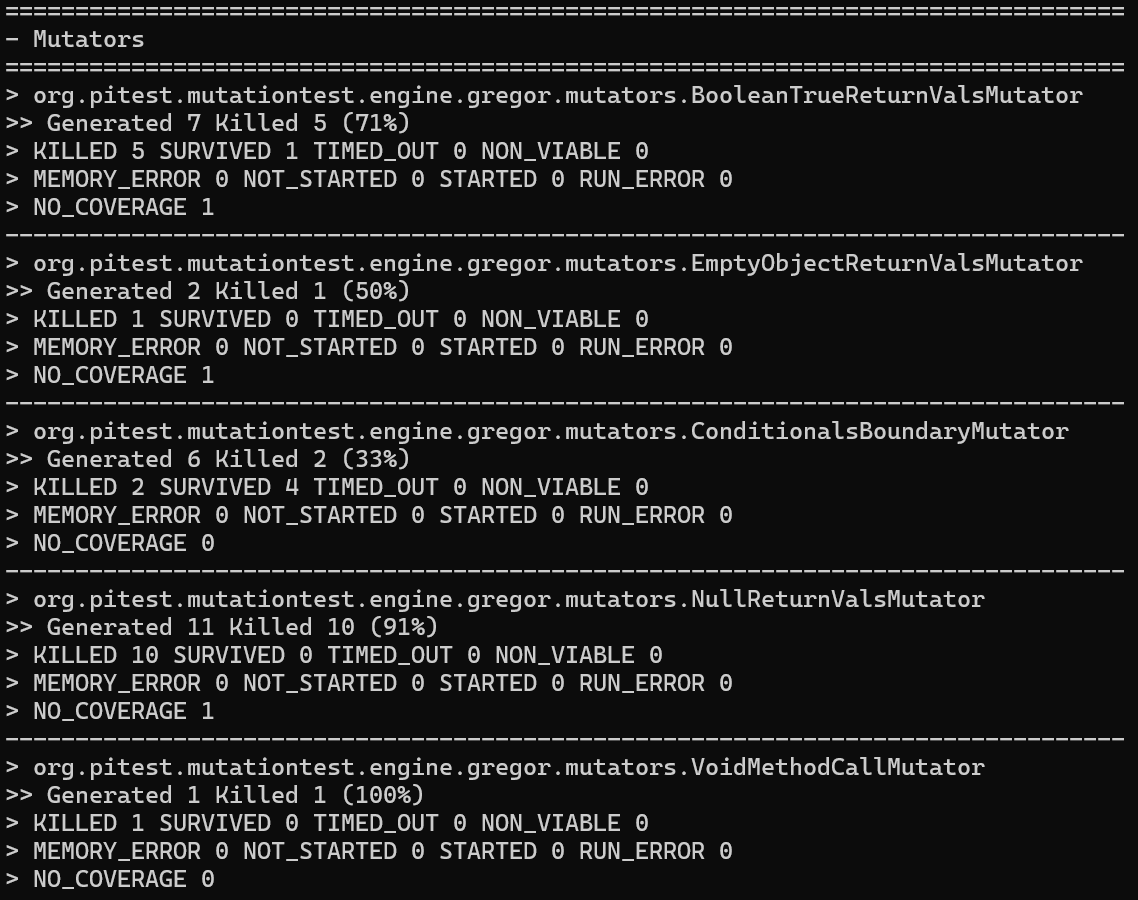 ================================================================================
- Mutators
================================================================================
> org.pitest.mutationtest.engine.gregor.mutators.BooleanTrueReturnValsMutator
>> Generated 7 Killed 5 (71%)
> KILLED 5 SURVIVED 1 TIMED_OUT 0 NON_VIABLE 0
> MEMORY_ERROR 0 NOT_STARTED 0 STARTED 0 RUN_ERROR 0
> NO_COVERAGE 1
--------------------------------------------------------------------------------
> org.pitest.mutationtest.engine.gregor.mutators.EmptyObjectReturnValsMutator
>> Generated 2 Killed 1 (50%)
> KILLED 1 SURVIVED 0 TIMED_OUT 0 NON_VIABLE 0
> MEMORY_ERROR 0 NOT_STARTED 0 STARTED 0 RUN_ERROR 0
> NO_COVERAGE 1
--------------------------------------------------------------------------------
> org.pitest.mutationtest.engine.gregor.mutators.ConditionalsBoundaryMutator
>> Generated 6 Killed 2 (33%)
> KILLED 2 SURVIVED 4 TIMED_OUT 0 NON_VIABLE 0
> MEMORY_ERROR 0 NOT_STARTED 0 STARTED 0 RUN_ERROR 0
> NO_COVERAGE 0
--------------------------------------------------------------------------------
> org.pitest.mutationtest.engine.gregor.mutators.NullReturnValsMutator
>> Generated 11 Killed 10 (91%)
> KILLED 10 SURVIVED 0 TIMED_OUT 0 NON_VIABLE 0
> MEMORY_ERROR 0 NOT_STARTED 0 STARTED 0 RUN_ERROR 0
> NO_COVERAGE 1
--------------------------------------------------------------------------------
> org.pitest.mutationtest.engine.gregor.mutators.VoidMethodCallMutator
>> Generated 1 Killed 1 (100%)
> KILLED 1 SURVIVED 0 TIMED_OUT 0 NON_VIABLE 0
> MEMORY_ERROR 0 NOT_STARTED 0 STARTED 0 RUN_ERROR 0
> NO_COVERAGE 0